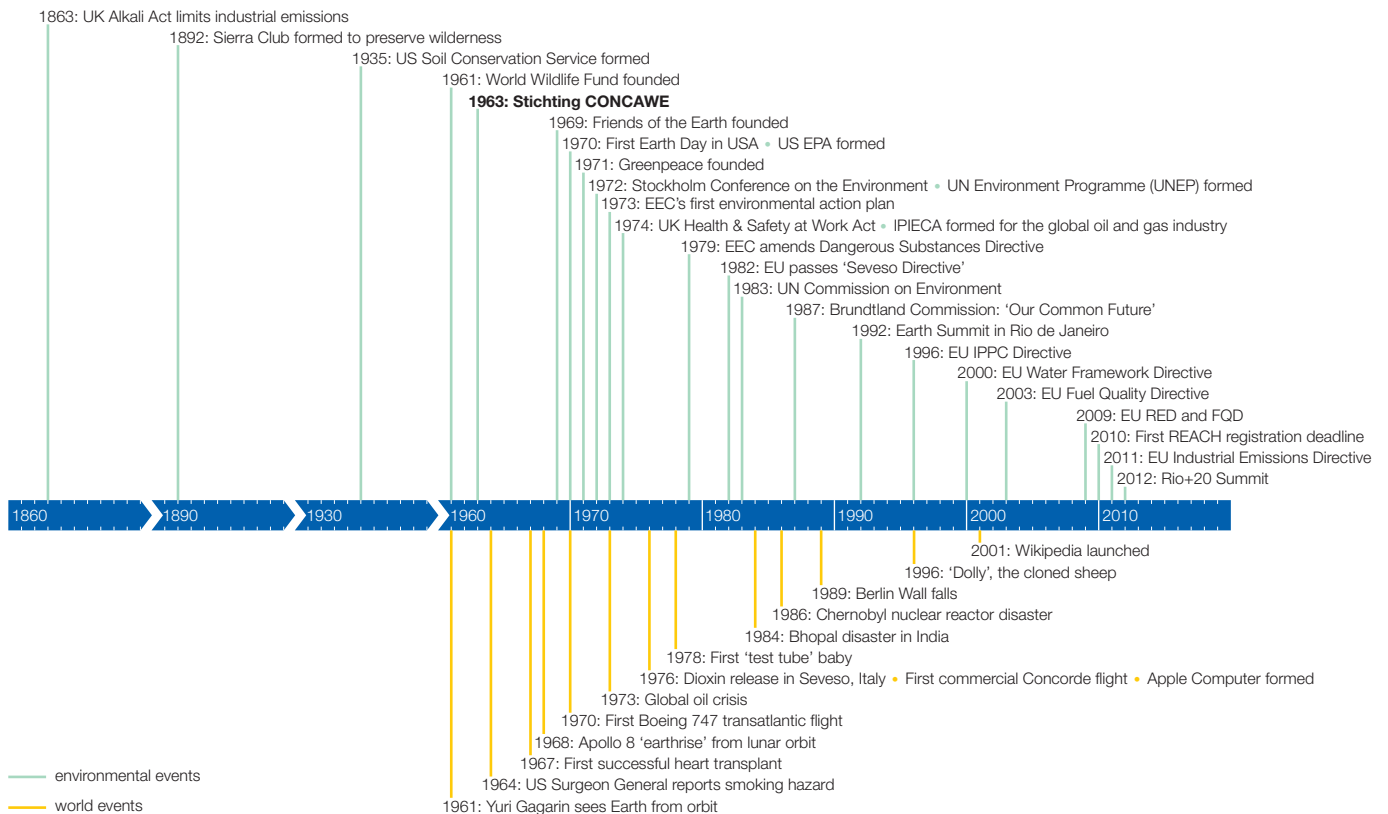 1863: UK Alkali Act limits industrial emissions
1892: Sierra Club formed to preserve wilderness
1935: US Soil Conservation Service formed
1961: World Wildlife Fund founded
1963: Stichting CONCAWE
1969: Friends of the Earth founded
1970: First Earth Day in USA • US EPA formed
1971: Greenpeace founded
1972: Stockholm Conference on the Environment • UN Environment Programme (UNEP) formed
1973: EEC's first environmental action plan
1974: UK Health & Safety at Work Act • IPIECA formed for the global oil and gas industry
1979: EEC amends Dangerous Substances Directive
1982: EU passes ‘Seveso Directive’
1983: UN Commission on Environment
1987: Brundtland Commission: ‘Our Common Future’
1992: Earth Summit in Rio de Janeiro
1996: EU IPPC Directive
2000: EU Water Framework Directive
2003: EU Fuel Quality Directive
2009: EU RED and FQD
2010: First REACH registration deadline
2011: EU Industrial Emissions Directive
2012: Rio+20 Summit
1860 1890 1930 1960 1970 1980 1990 2000 2010
2001: Wikipedia launched
1996: ‘Dolly’, the cloned sheep
1989: Berlin Wall falls
1986: Chernobyl nuclear reactor disaster
1984: Bhopal disaster in India
1978: First ‘test tube’ baby
1976: Dioxin release in Seveso, Italy • First commercial Concorde flight • Apple Computer formed
1973: Global oil crisis
1970: First Boeing 747 transatlantic flight
1968: Apollo 8 ‘earthrise’ from lunar orbit
1967: First successful heart transplant
1964: US Surgeon General reports smoking hazard
1961: Yuri Gagarin sees Earth from orbit
environmental events
world events